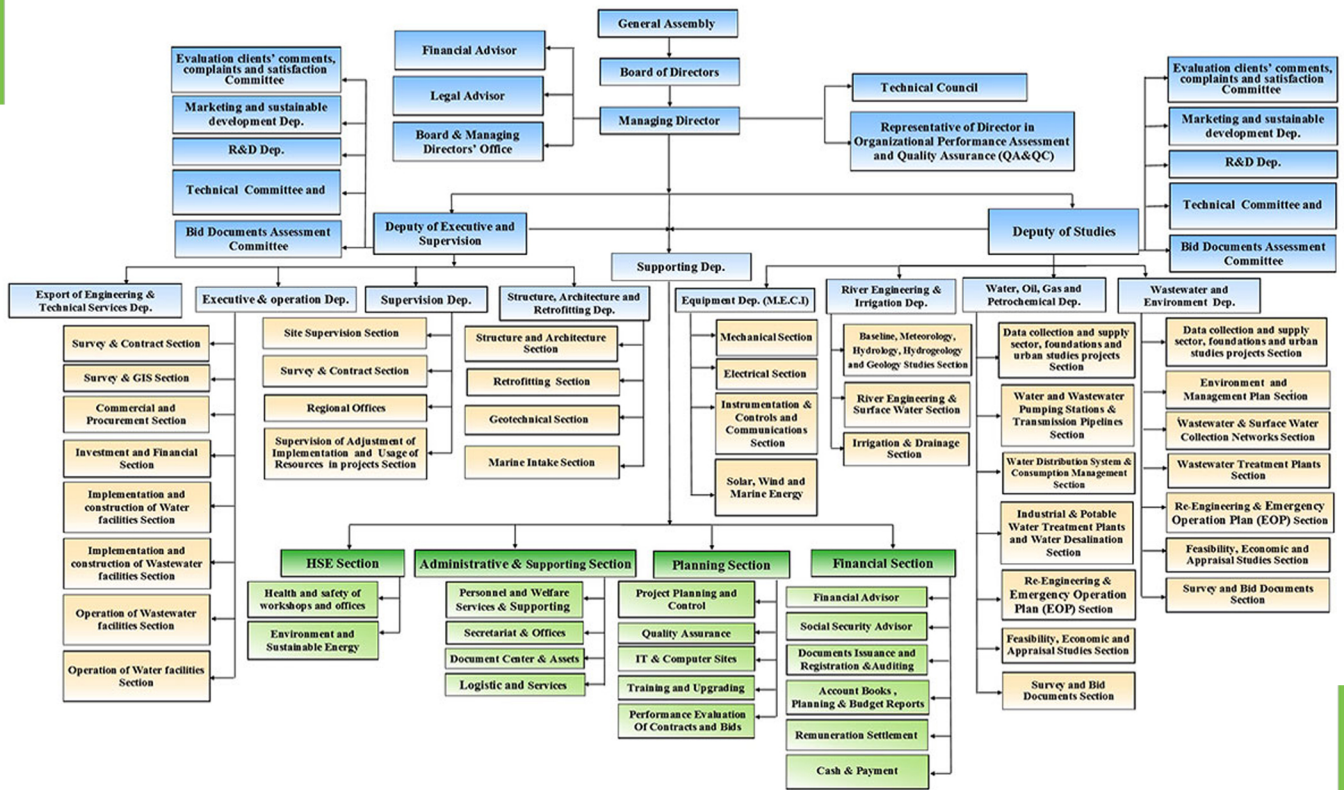 General Assembly
Board of Directors
Managing Director
Financial Advisor
Legal Advisor
Board & Managing
Directors' Office
Technical Council
Representative of Director in
Organizational Performance Assessment
and Quality Assurance (QA&QC)
Evaluation clients' comments,
complaints and satisfaction
Committee
Marketing and sustainable
development Dep.
R&D Dep.
Technical Committee and
Bid Documents Assessment
Committee
Evaluation clients' comments,
complaints and satisfaction
Committee
Marketing and sustainable
development Dep.
R&D Dep.
Technical Committee and
Bid Documents Assessment
Committee
Deputy of Executive and
Supervision
Deputy of Studies
Supporting Dep.
Export of Engineering &
Technical Services Dep.
Executive & operation Dep.
Supervision Dep.
Structure, Architecture and
Retrofitting Dep.
Equipment Dep. (M.E.C.I)
River Engineering &
Irrigation Dep.
Water, Oil, Gas and
Petrochemical Dep.
Wastewater and
Environment Dep.
Survey & Contract Section
Survey & GIS Section
Commercial and
Procurement Section
Investment and Financial
Section
Implementation and
construction of Water
facilities Section
Implementation and
construction of Wastewater
facilities Section
Operation of Wastewater
facilities Section
Operation of Water facilities
Section
Site Supervision Section
Survey & Contract Section
Regional Offices
Supervision of Adjustment of
Implementation and Usage of
Resources in projects Section
Structure and Architecture
Section
Retrofitting Section
Geotechnical Section
Marine Intake Section
Mechanical Section
Electrical Section
Instrumentation &
Controls and
Communications
Section
Solar, Wind and
Marine Energy
Baseline, Meteorology,
Hydrology, Hydrogeology
and Geology Studies Section
River Engineering &
Surface Water Section
Irrigation & Drainage
Section
Data collection and supply
sector, foundations and
urban studies projects
Section
Water and Wastewater
Pumping Stations &
Transmission Pipelines
Section
Water Distribution System &
Consumption Management
Section
Industrial & Potable
Water Treatment Plants
and Water Desalination
Section
Re-Engineering &
Emergency Operation
Plan (EOP) Section
Feasibility, Economic and
Appraisal Studies Section
Survey and Bid
Documents Section
Data collection and supply
sector, foundations and urban
studies projects Section
Environment and
Management Plan Section
Wastewater & Surface Water
Collection Networks Section
Wastewater Treatment Plants
Section
Re-Engineering & Emergency
Operation Plan (EOP) Section
Feasibility, Economic and
Appraisal Studies Section
Survey and Bid Documents
Section
HSE Section
Health and safety of
workshops and offices
Environment and
Sustainable Energy
Administrative & Supporting Section
Personnel and Welfare
Services & Supporting
Secretariat & Offices
Document Center & Assets
Logistic and Services
Planning Section
Project Planning and
Control
Quality Assurance
IT & Computer Sites
Training and Upgrading
Performance Evaluation
Of Contracts and Bids
Financial Section
Financial Advisor
Social Security Advisor
Documents Issuance and
Registration &Auditing
Account Books ,
Planning & Budget Reports
Remuneration Settlement
Cash & Payment